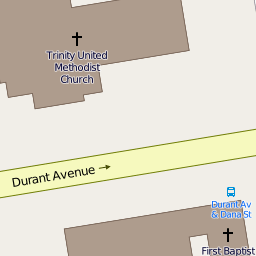 Trinity United
Methodist
Church
Durant Avenue →
Durant Av
& Dana St
First Baptist